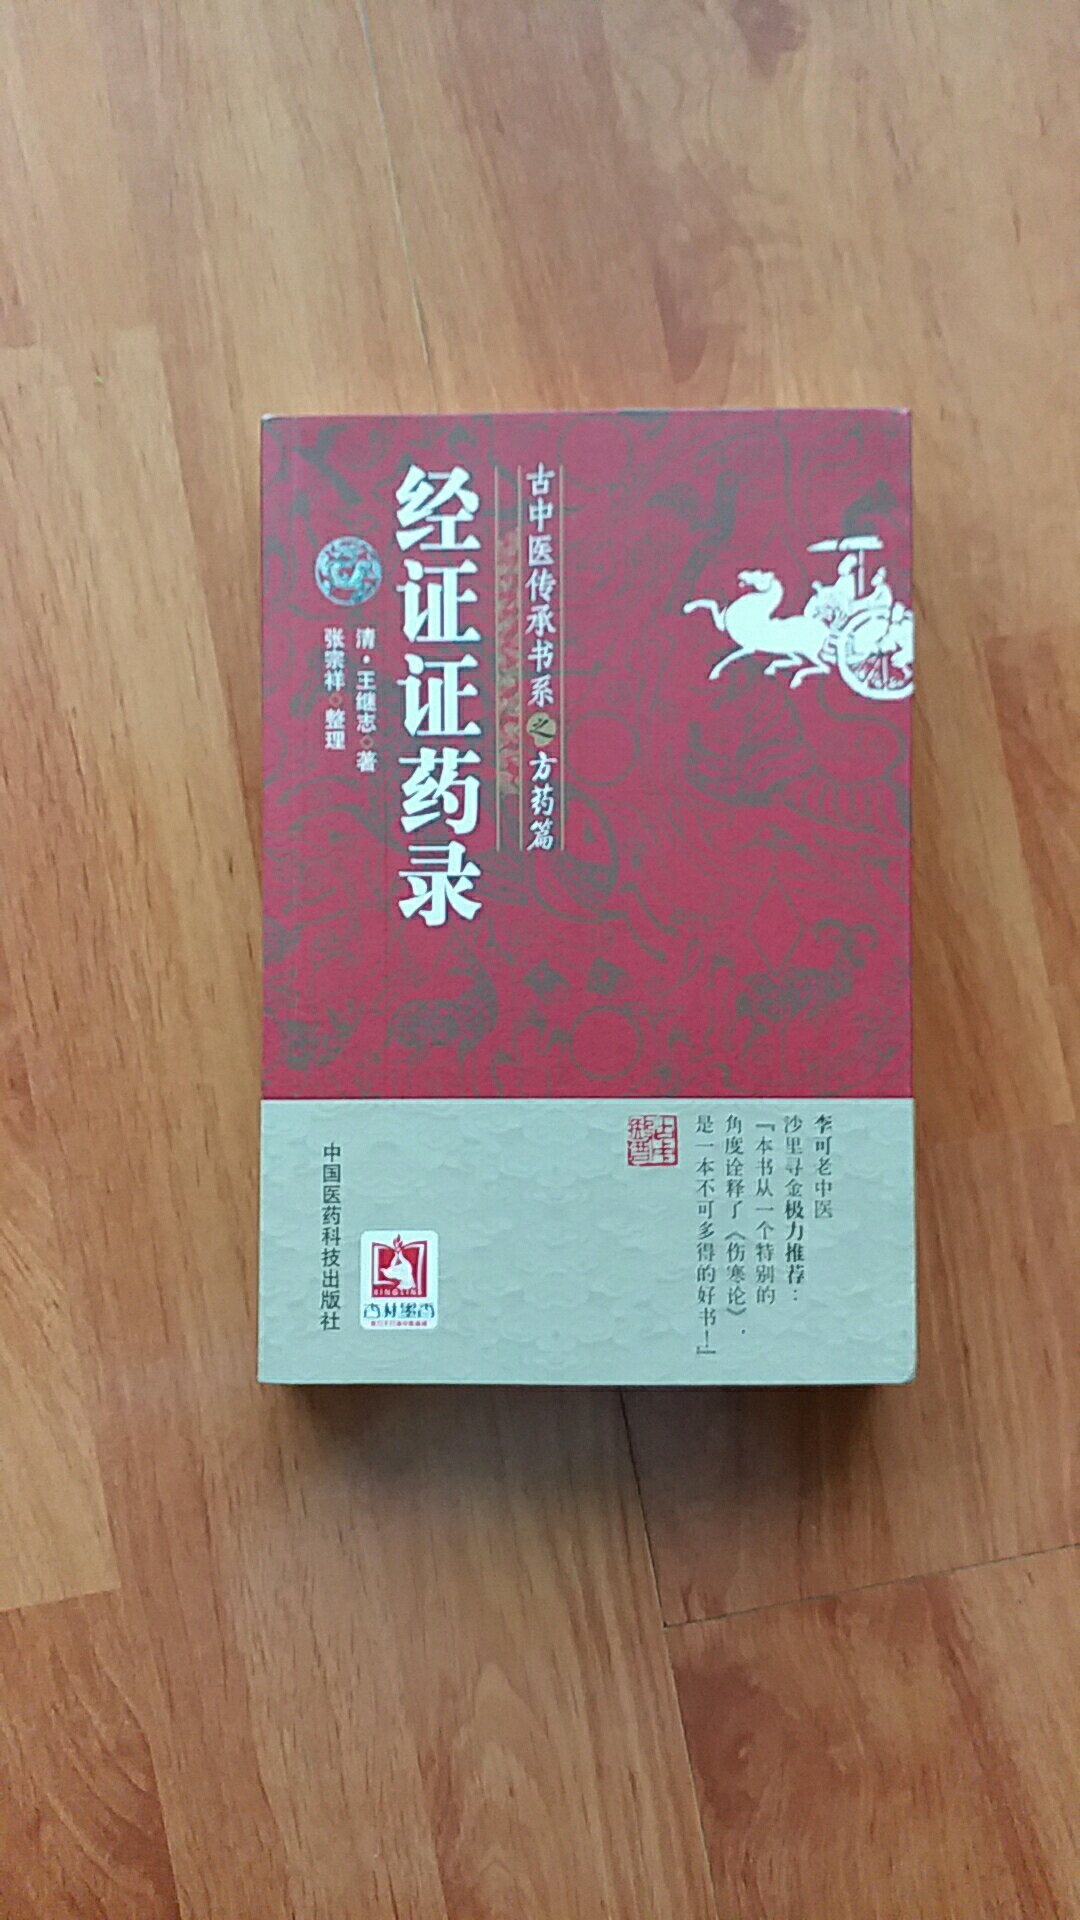 古中医传承书系之方药篇
经证证药录
清·王继志○著
张宗祥○整理
李可老中医
沙里寻金极力推荐：
『本书从一个特别的
角度诠释了《伤寒论》，
是一本不可多得的好书！』
中国医药科技出版社
XINGLIN